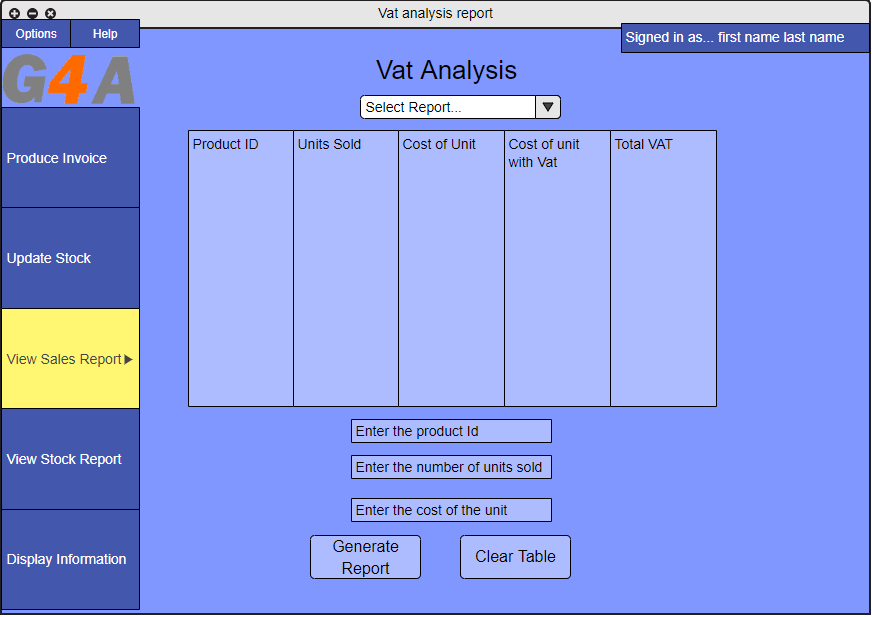 Vat analysis report
Options
Help
Signed in as... first name last name
G4A
Vat Analysis
Select Report...
Produce Invoice
Update Stock
View Sales Report
View Stock Report
Display Information
Product ID
Units Sold
Cost of Unit
Cost of unit
with Vat
Total VAT
Enter the product Id
Enter the number of units sold
Enter the cost of the unit
Generate
Report
Clear Table